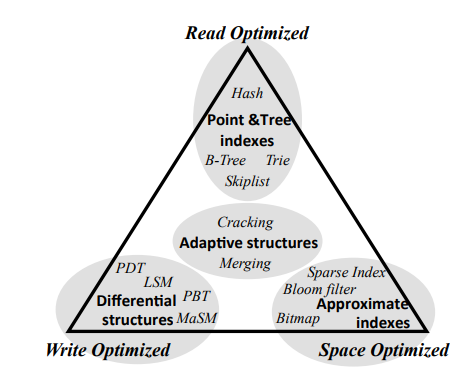 Read Optimized
Hash
Point &Tree
indexes
B-Tree Trie
Skiplist
Cracking
Adaptive structures
Merging
PDT
LSM
PBT
Differential
structures MaSM
Sparse Index
Bloom filter
Approximate
Bitmap indexes
Write Optimized Space Optimized